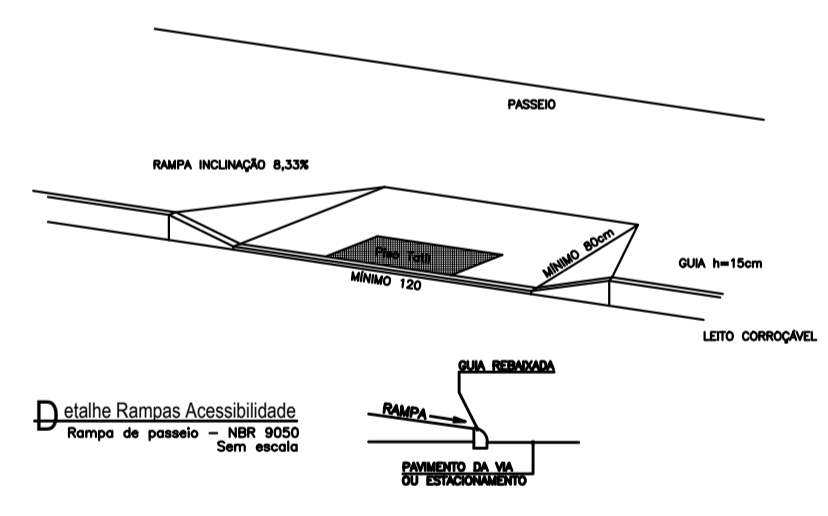 PASSEIO
RAMPA INCLINAÇÃO 8,33%
Piso Tatil
MÍNIMO 80cm
GUIA h=15cm
MÍNIMO 120
LEITO CORROÇÁVEL
GUIA REBAIXADA
Detalhe Rampas Acessibilidade
Rampa de passeio – NBR 9050
Sem escala
RAMPA
PAVIMENTO DA VIA
OU ESTACIONAMENTO